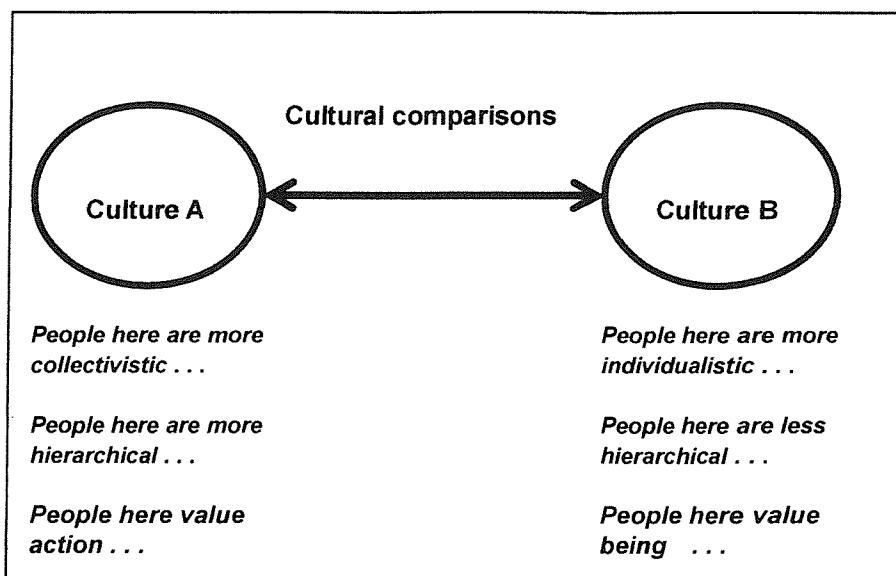 Cultural comparisons
Culture A
Culture B
People here are more
collectivistic . . .
People here are more
individualistic . . .
People here are more
hierarchical . . .
People here are less
hierarchical . . .
People here value
action . . .
People here value
being . . .